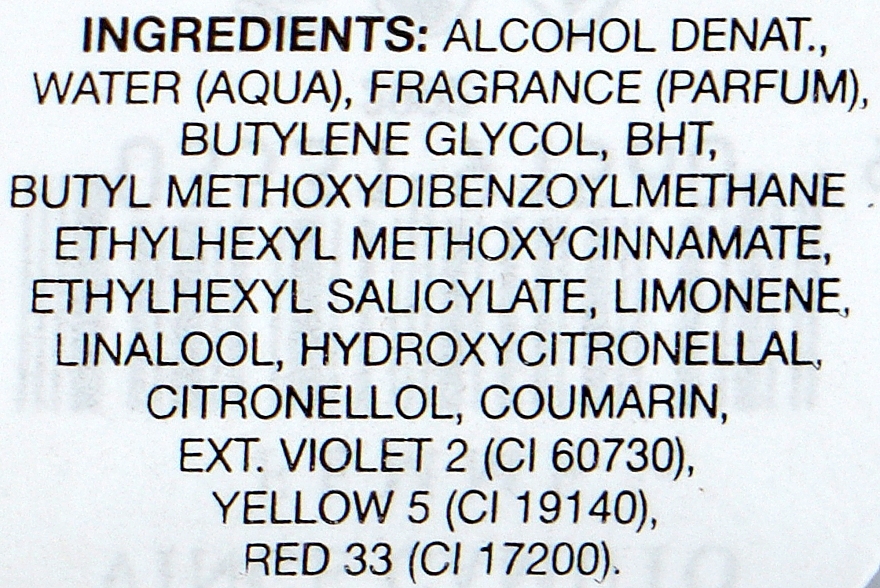 INGREDIENTS: ALCOHOL DENAT.,
WATER (AQUA), FRAGRANCE (PARFUM),
BUTYLENE GLYCOL, BHT,
BUTYL METHOXYDIBENZOYLMETHANE .
ETHYLHEXYL METHOXYCINNAMATE,
ETHYLHEXYL SALICYLATE, LIMONENE,
LINALOOL, HYDROXYCITRONELLAL,
CITRONELLOL, COUMARIN,
EXT. VIOLET 2 (CI 60730),
YELLOW 5 (CI 19140),
RED 33 (CI 17200).